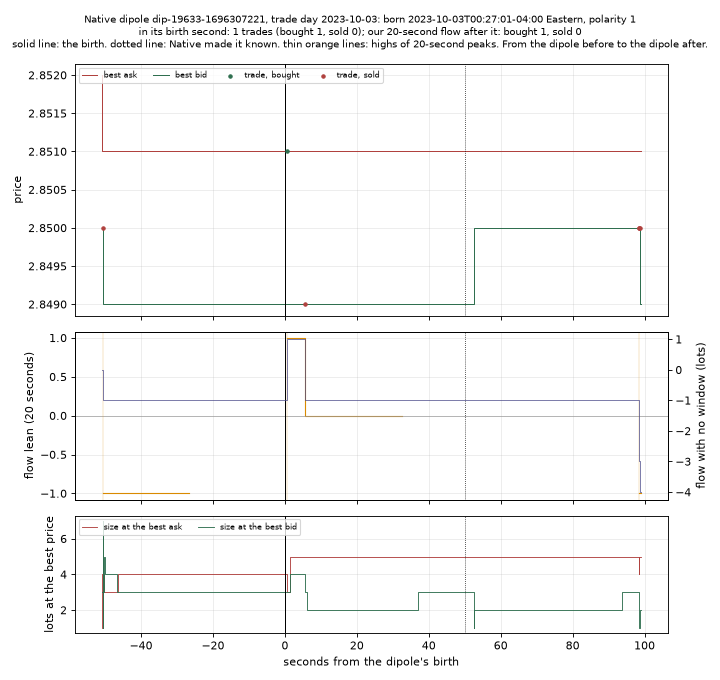 Native dipole dip-19633-1696307221, trade day 2023-10-03: born 2023-10-03T00:27:01-04:00 Eastern, polarity 1
in its birth second: 1 trades (bought 1, sold 0); our 20-second flow after it: bought 1, sold 0
solid line: the birth. dotted line: Native made it known. thin orange lines: highs of 20-second peaks. From the dipole before to the dipole after.
best ask
best bid
trade, bought
trade, sold
2.8520
2.8515
2.8510
2.8505
2.8500
2.8495
2.8490
price
1.0
0.5
0.0
−0.5
−1.0
flow lean (20 seconds)
1
0
−1
−2
−3
−4
flow with no window (lots)
size at the best ask
size at the best bid
6
4
2
lots at the best price
−40
−20
0
20
40
60
80
100
seconds from the dipole's birth